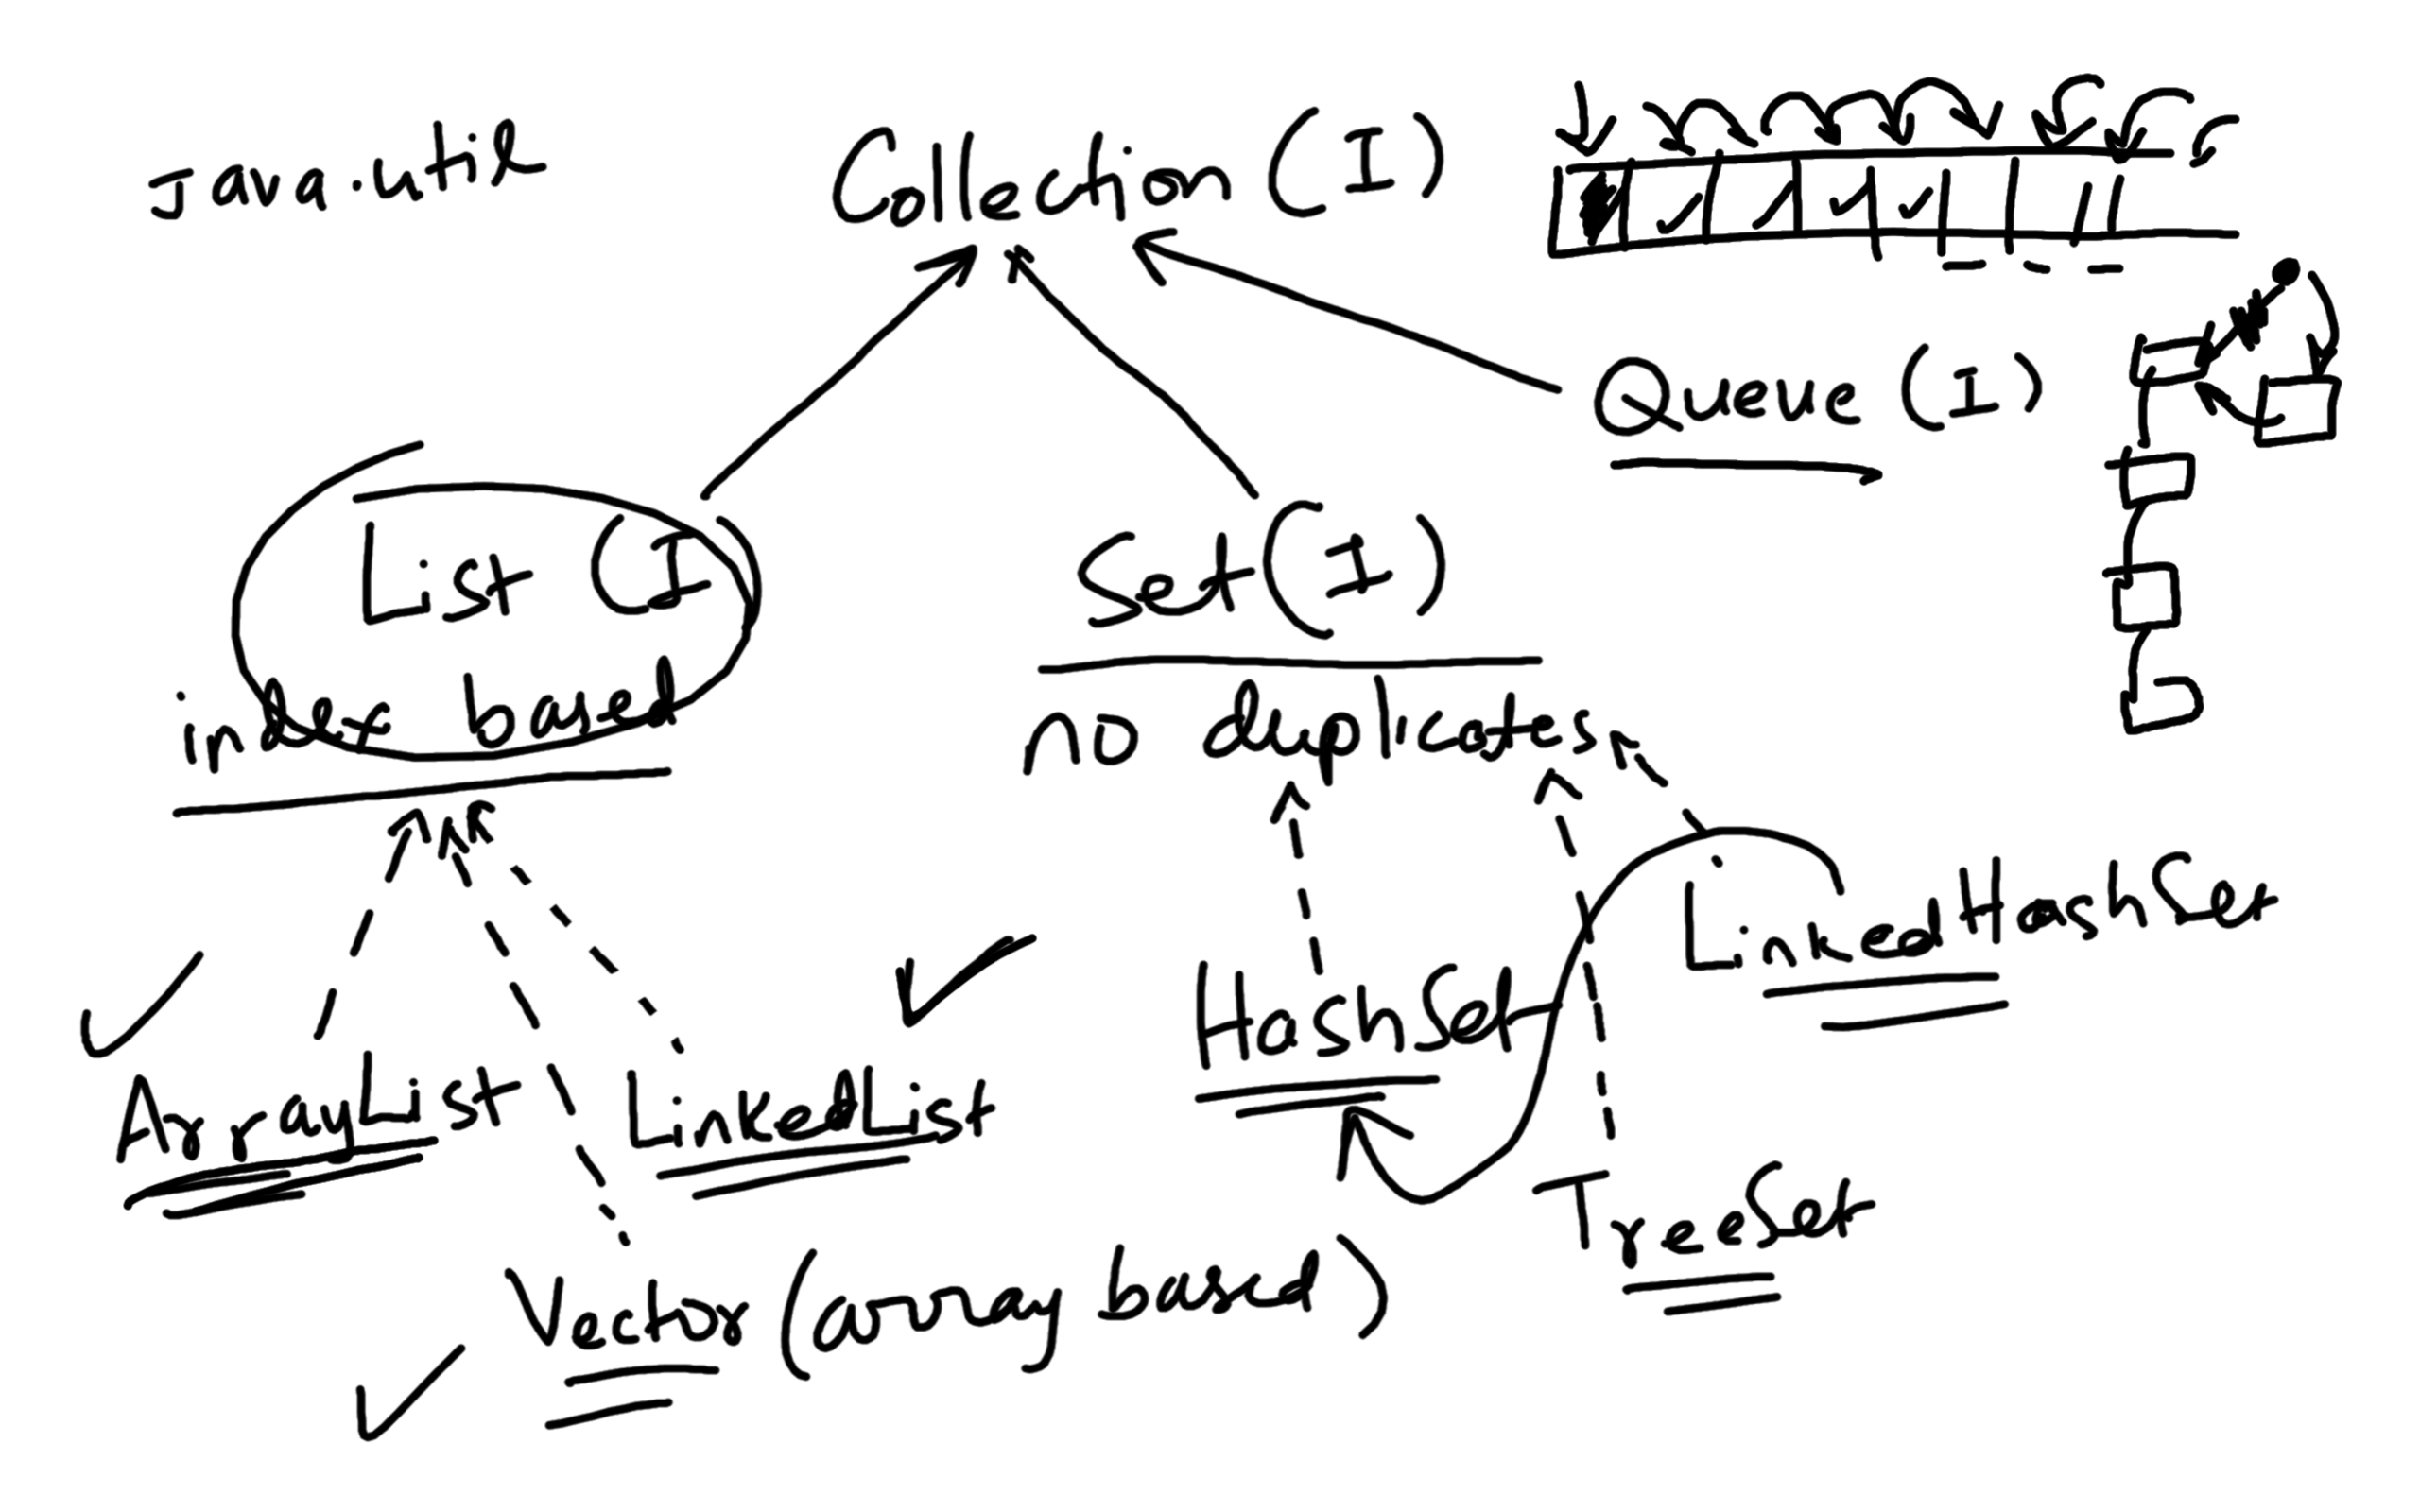 java.util
Collection (I)
Queue (I)
List (I)
Set (I)
index based
no duplicates
LinkedHashSet
HashSet
ArrayList
LinkedList
TreeSet
Vector (array based)